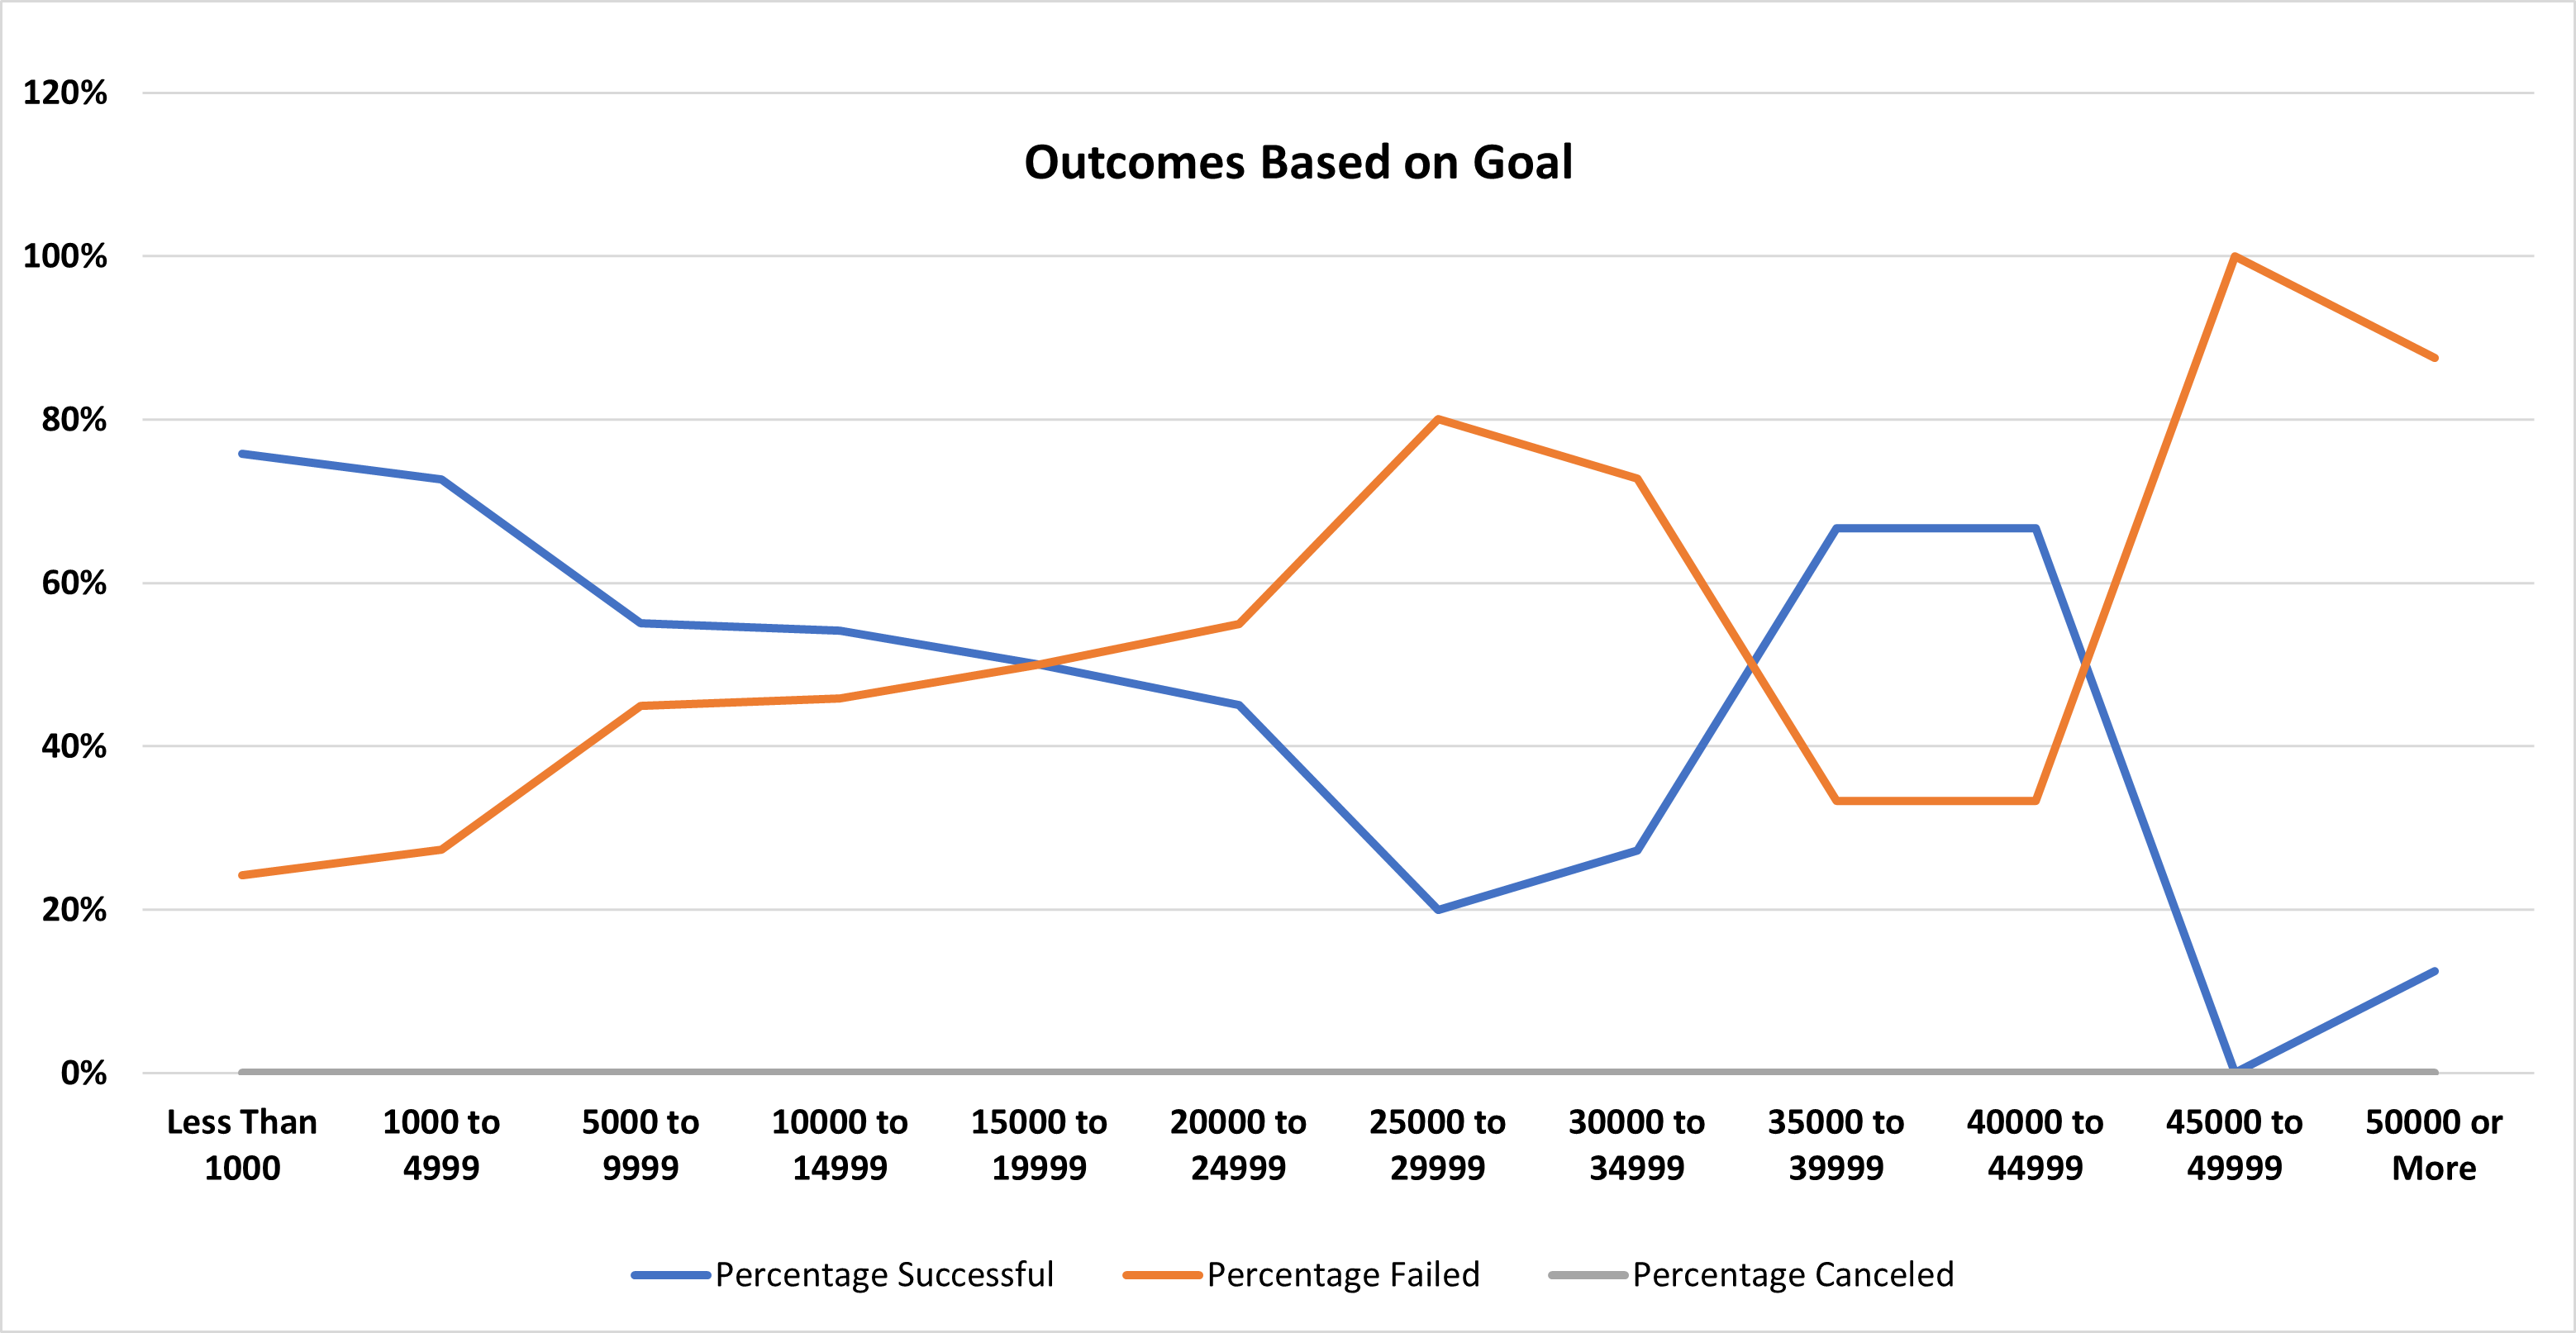 Outcomes Based on Goal
120%
100%
80%
60%
40%
20%
0%
Less Than 1000
1000 to 4999
5000 to 9999
10000 to 14999
15000 to 19999
20000 to 24999
25000 to 29999
30000 to 34999
35000 to 39999
40000 to 44999
45000 to 49999
50000 or More
Percentage Successful
Percentage Failed
Percentage Canceled